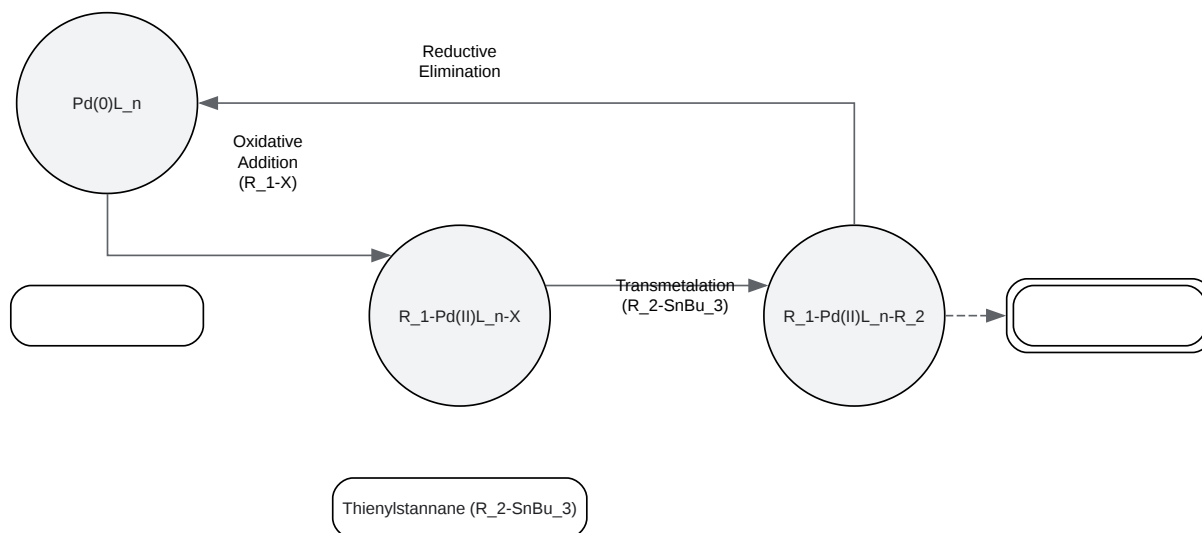 Reductive
Elimination
Pd(0)L_n
Oxidative
Addition
(R_1-X)
Transmetalation
(R_2-SnBu_3)
R_1-Pd(II)L_n-X
R_1-Pd(II)L_n-R_2
Thienylstannane (R_2-SnBu_3)